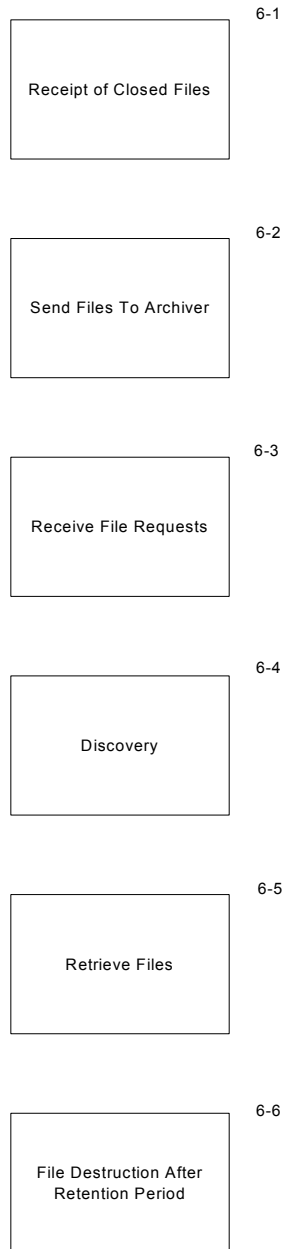 6-1
Receipt of Closed Files
6-2
Send Files To Archiver
6-3
Receive File Requests
6-4
Discovery
6-5
Retrieve Files
6-6
File Destruction After
Retention Period